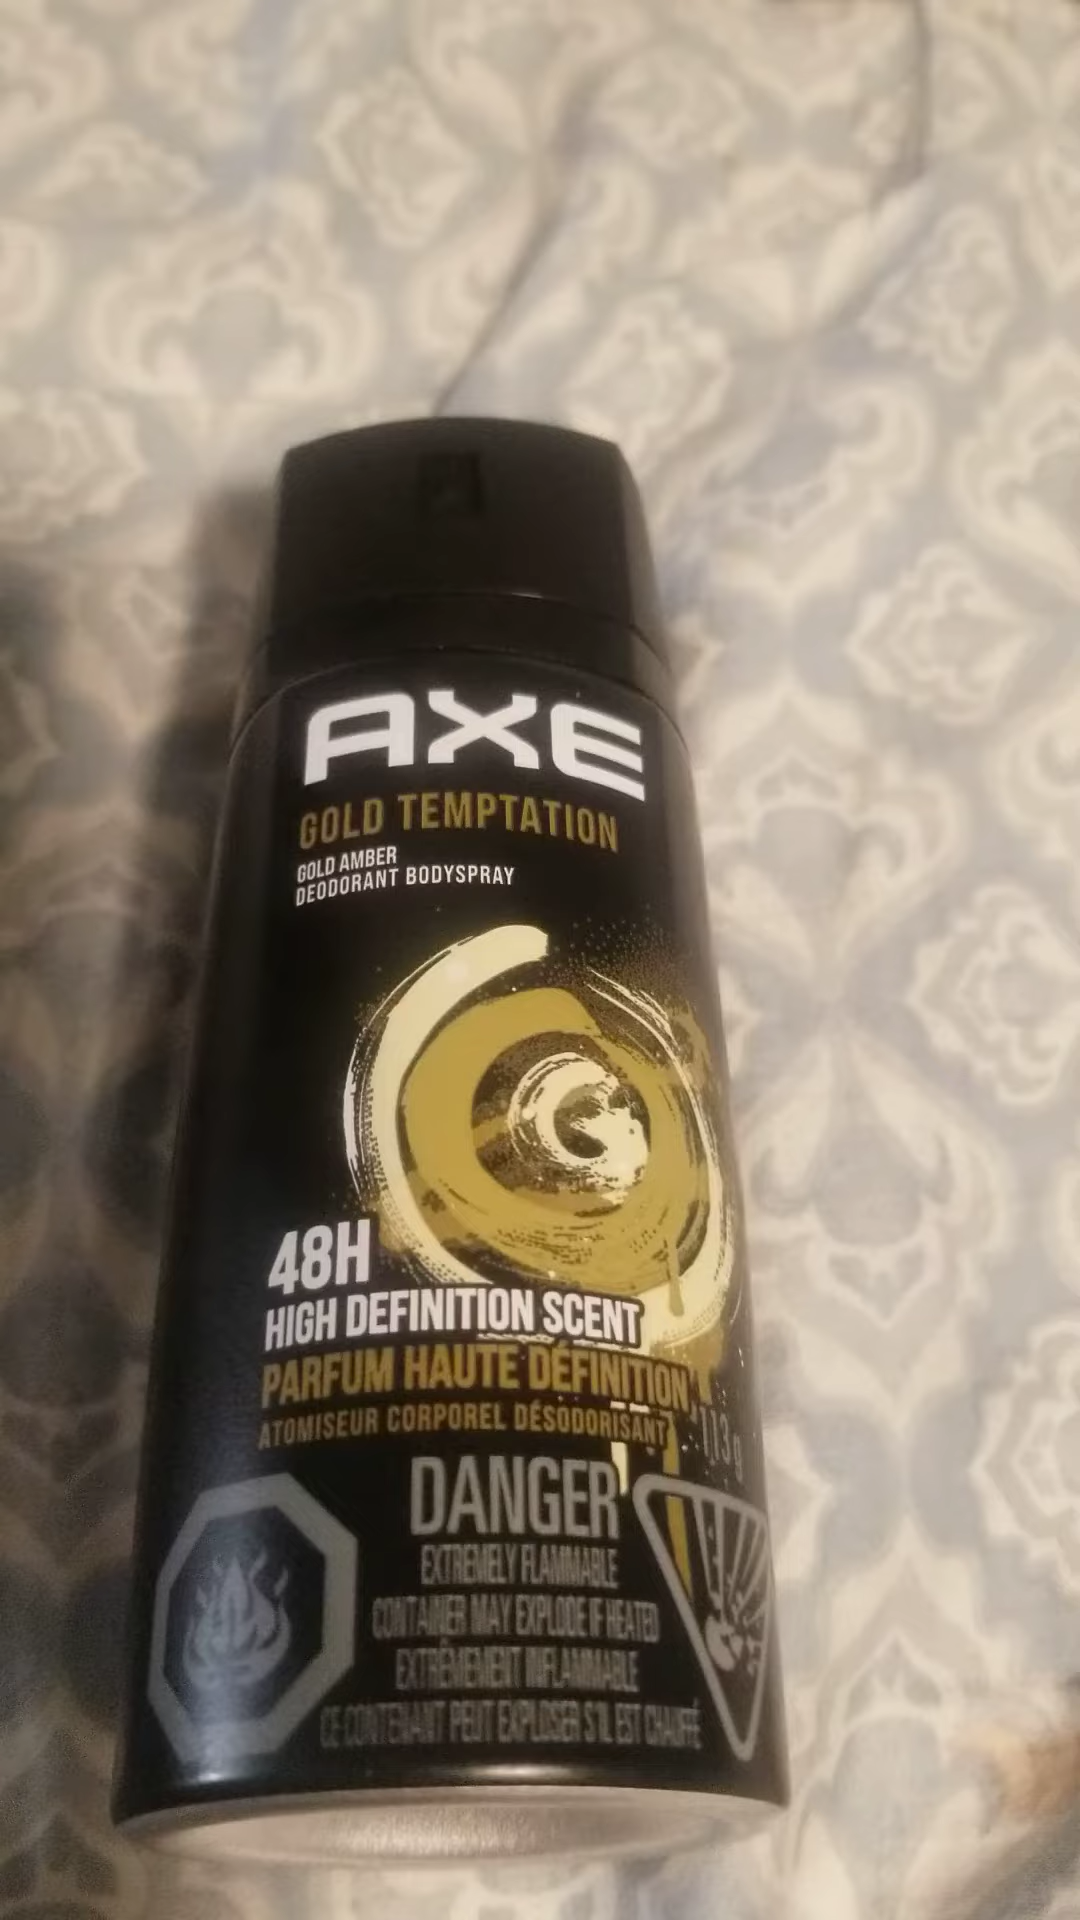 AXE
GOLD TEMPTATION
GOLD AMBER
DEODORANT BODYSPRAY
48H
HIGH DEFINITION SCENT
PARFUM HAUTE DÉFINITION
ATOMISEUR CORPOREL DÉSODORISANT
113g
DANGER
EXTREMELY FLAMMABLE
CONTAINER MAY EXPLODE IF HEATED
EXTRÊMEMENT INFLAMMABLE
CE CONTENANT PEUT EXPLOSER S'IL EST CHAUFFÉ